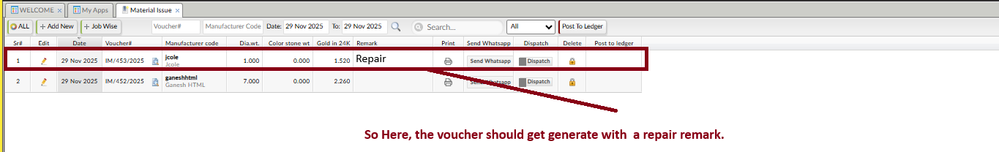 WELCOME × My Apps Material Issue ×
ALL + Add New + Job Wise Voucher# Manufacturer Code Date: 29 Nov 2025 To: 29 Nov 2025 Search... All Post To Ledger
Sr# Edit Date Voucher# Manufacturer code Dia.wt. Color stone wt Gold in 24K Remark Print Send Whatsapp Dispatch Delete Post to ledger
1 29 Nov 2025 IM/453/2025 jcole 1.000 0.000 1.520 Repair Send Whatsapp Dispatch
Jcole
2 29 Nov 2025 IM/452/2025 ganeshhtml 7.000 0.000 2.260 Send Whatsapp Dispatch
Ganesh HTML
So Here, the voucher should get generate with a repair remark.